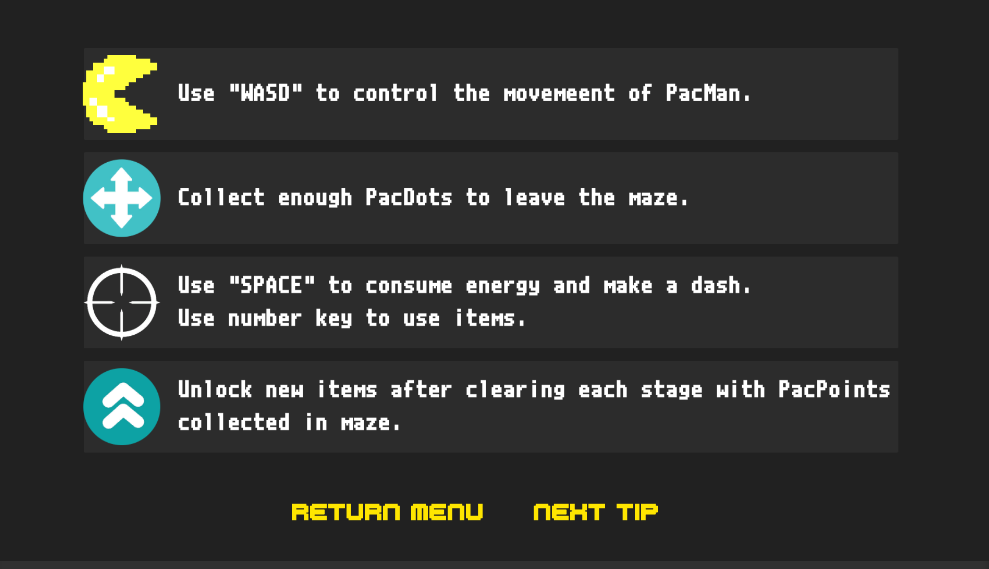 Use "WASD" to control the movemeent of PacMan.
Collect enough PacDots to leave the maze.
Use "SPACE" to consume energy and make a dash.
Use number key to use items.
Unlock new items after clearing each stage with PacPoints
collected in maze.
RETURN MENU NEXT TIP